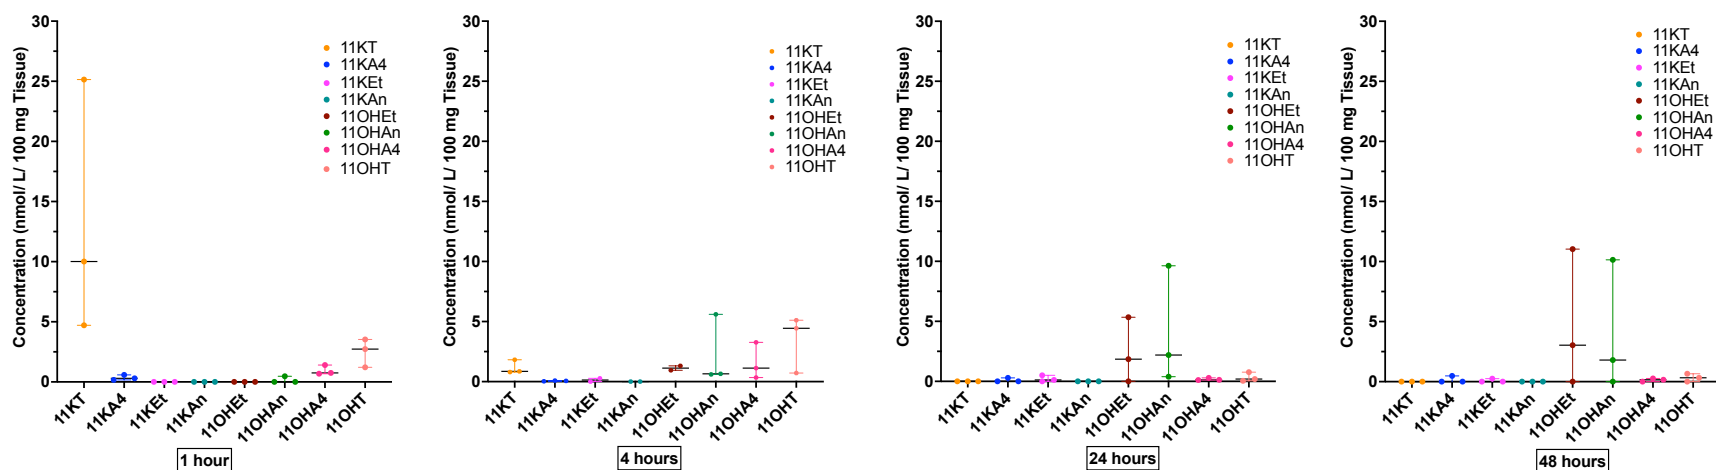 Concentration (nmol/ L/ 100 mg Tissue)
30
25
20
15
10
5
0
11KT
11KA4
11KEt
11KAn
11OHEt
11OHAn
11OHA4
11OHT
11KT
11KA4
11KEt
11KAn
11OHEt
11OHAn
11OHA4
11OHT
1 hour
Concentration (nmol/ L/ 100 mg Tissue)
30
25
20
15
10
5
0
11KT
11KA4
11KEt
11KAn
11OHEt
11OHAn
11OHA4
11OHT
11KT
11KA4
11KEt
11KAn
11OHEt
11OHAn
11OHA4
11OHT
4 hours
Concentration (nmol/ L/ 100 mg Tissue)
30
25
20
15
10
5
0
11KT
11KA4
11KEt
11KAn
11OHEt
11OHAn
11OHA4
11OHT
11KT
11KA4
11KEt
11KAn
11OHEt
11OHAn
11OHA4
11OHT
24 hours
Concentration (nmol/ L/ 100 mg Tissue)
30
25
20
15
10
5
0
11KT
11KA4
11KEt
11KAn
11OHEt
11OHAn
11OHA4
11OHT
11KT
11KA4
11KEt
11KAn
11OHEt
11OHAn
11OHA4
11OHT
48 hours